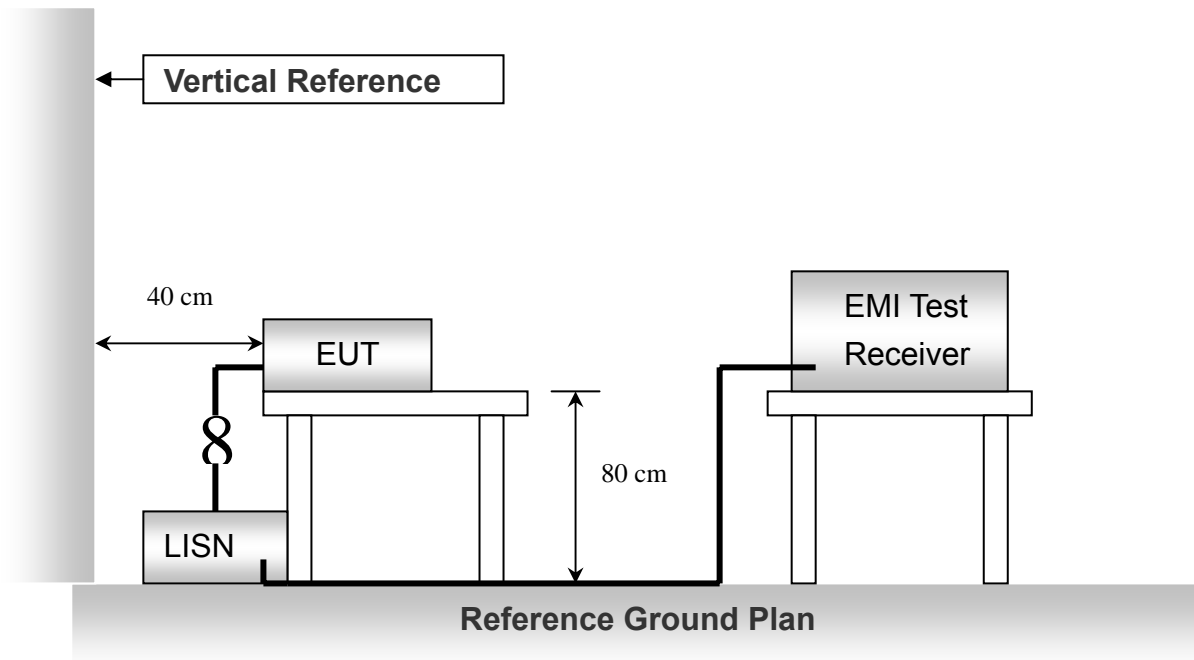 Vertical Reference
40 cm
EUT
EMI Test
Receiver
80 cm
LISN
Reference Ground Plan